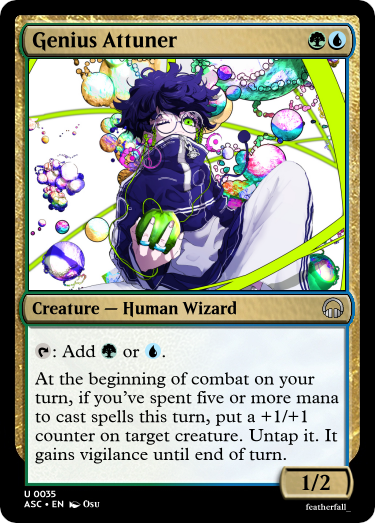 Genius Attuner
Creature — Human Wizard
: Add or .
At the beginning of combat on your
turn, if you've spent five or more mana
to cast spells this turn, put a +1/+1
counter on target creature. Untap it. It
gains vigilance until end of turn.
1/2
U 0035
ASC • EN Osu
featherfall_